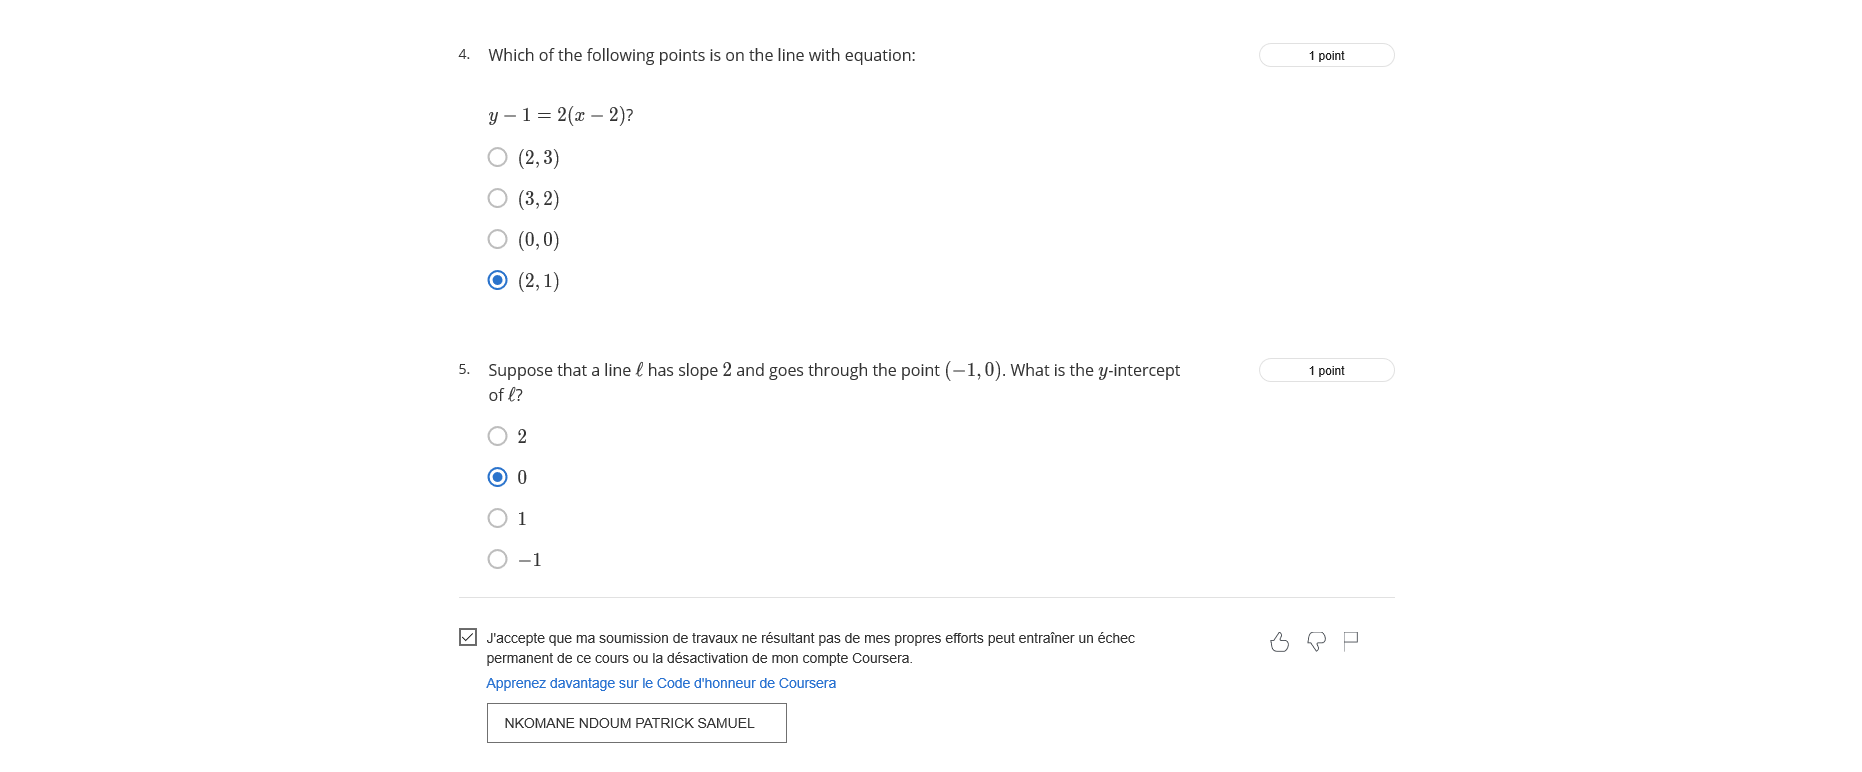 4. Which of the following points is on the line with equation:
1 point
y − 1 = 2(x − 2)?
(2, 3)
(3, 2)
(0, 0)
(2, 1)
5. Suppose that a line ℓ has slope 2 and goes through the point (−1, 0). What is the y-intercept
1 point
of ℓ?
2
0
1
−1
J'accepte que ma soumission de travaux ne résultant pas de mes propres efforts peut entraîner un échec
permanent de ce cours ou la désactivation de mon compte Coursera.
Apprenez davantage sur le Code d'honneur de Coursera
NKOMANE NDOUM PATRICK SAMUEL